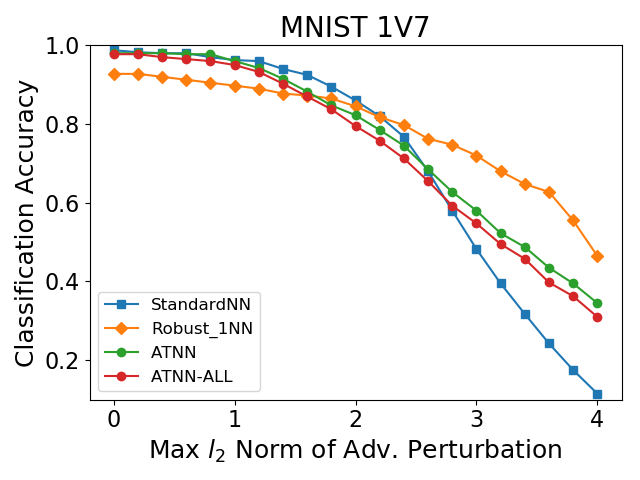 MNIST 1V7
Classification Accuracy
1.0
0.8
0.6
0.4
0.2
StandardNN
Robust_1NN
ATNN
ATNN-ALL
0 1 2 3 4
Max l2 Norm of Adv. Perturbation